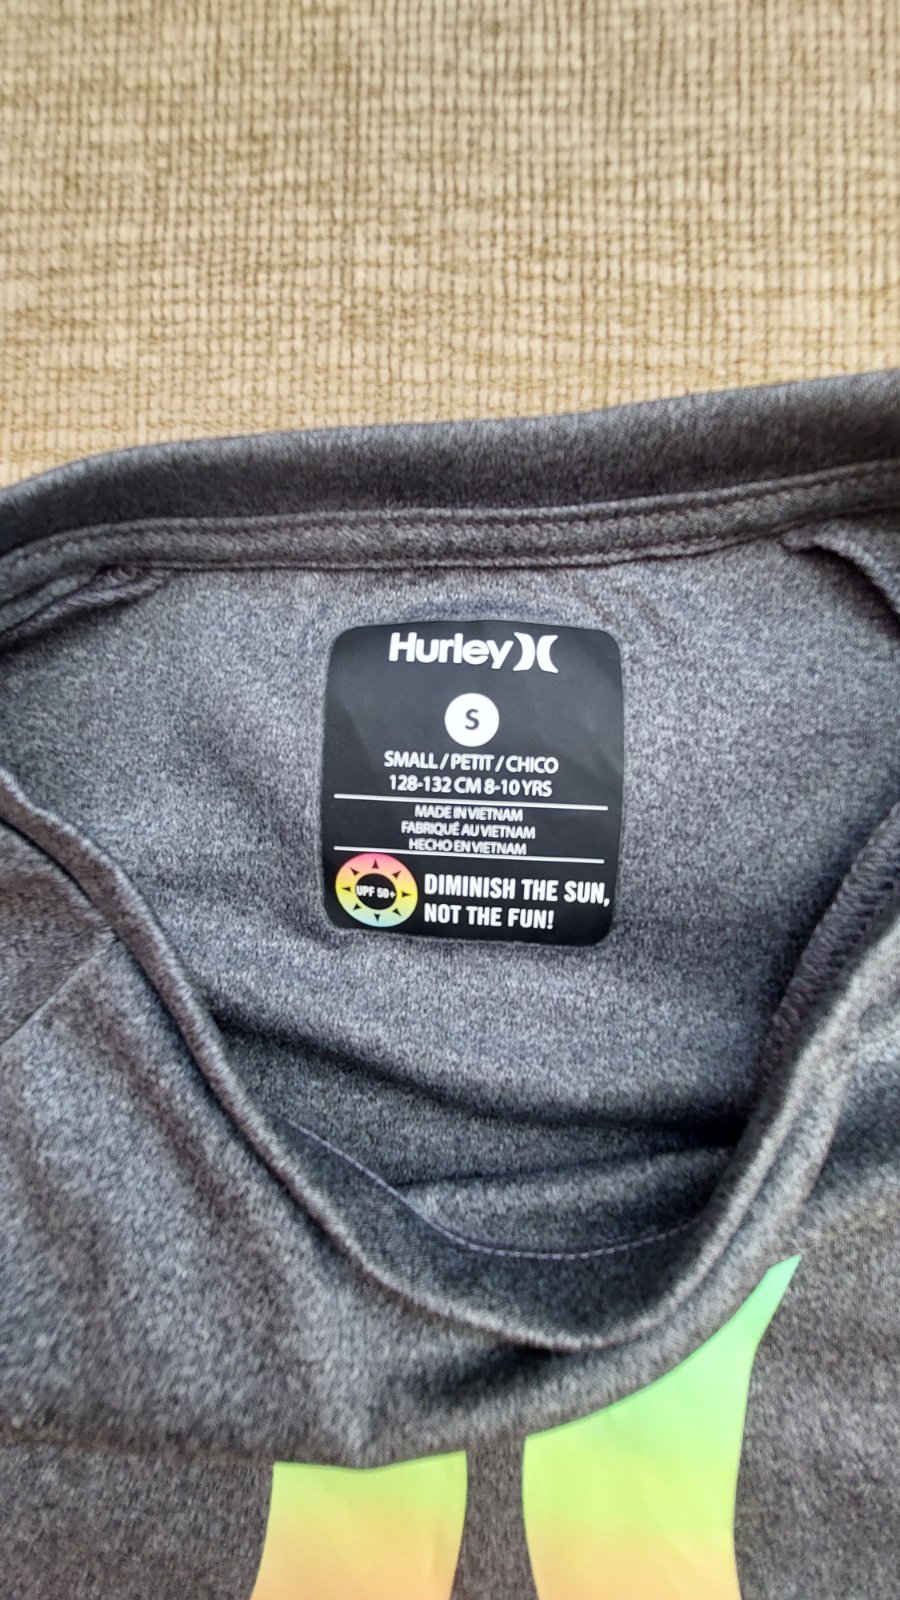 Hurley
S
SMALL / PETIT / CHICO
128-132 CM 8-10 YRS
MADE IN VIETNAM
FABRIQUÉ AU VIETNAM
HECHO EN VIETNAM
UPF 50+
DIMINISH THE SUN,
NOT THE FUN!